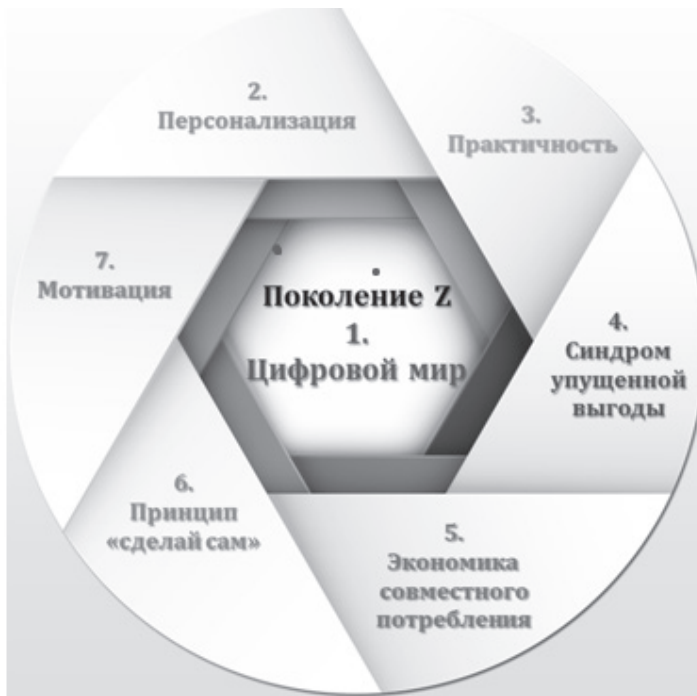 Поколение Z
1.
Цифровой мир
2.
Персонализация
3.
Практичность
4.
Синдром
упущенной
выгоды
5.
Экономика
совместного
потребления
6.
Принцип
«сделай сам»
7.
Мотивация